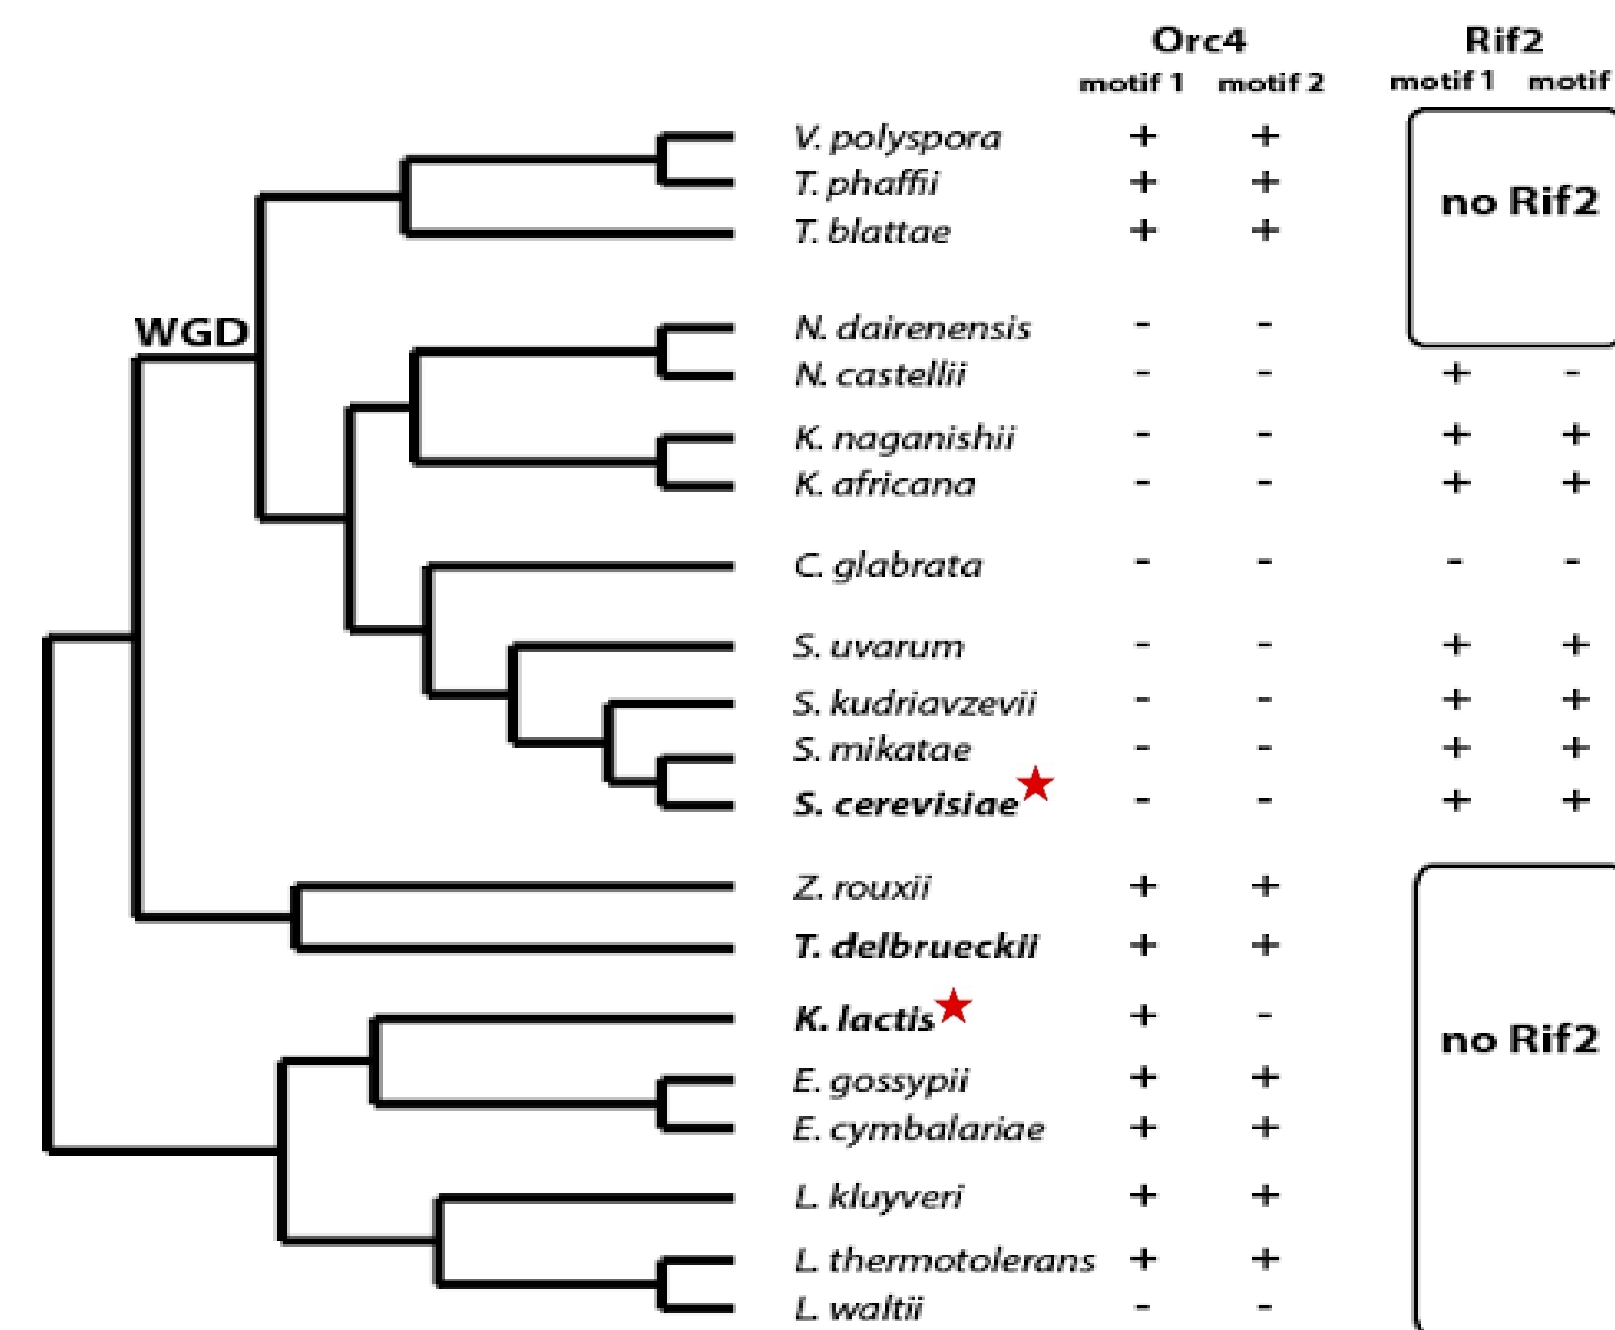 Orc4 Rif2
motif 1 motif 2 motif 1 motif
V. polyspora + +
T. phaffii + +
no Rif2
T. blattae + +
WGD
N. dairenensis - -
N. castellii - - + -
K. naganishii - - + +
K. africana - - + +
C. glabrata - - - -
S. uvarum - - + +
S. kudriavzevii - - + +
S. mikatae - - + +
S. cerevisiae - - + +
Z. rouxii + +
T. delbrueckii + +
K. lactis + -
no Rif2
E. gossypii + +
E. cymbalariae + +
L. kluyveri + +
L. thermotolerans + +
L. waltii - -